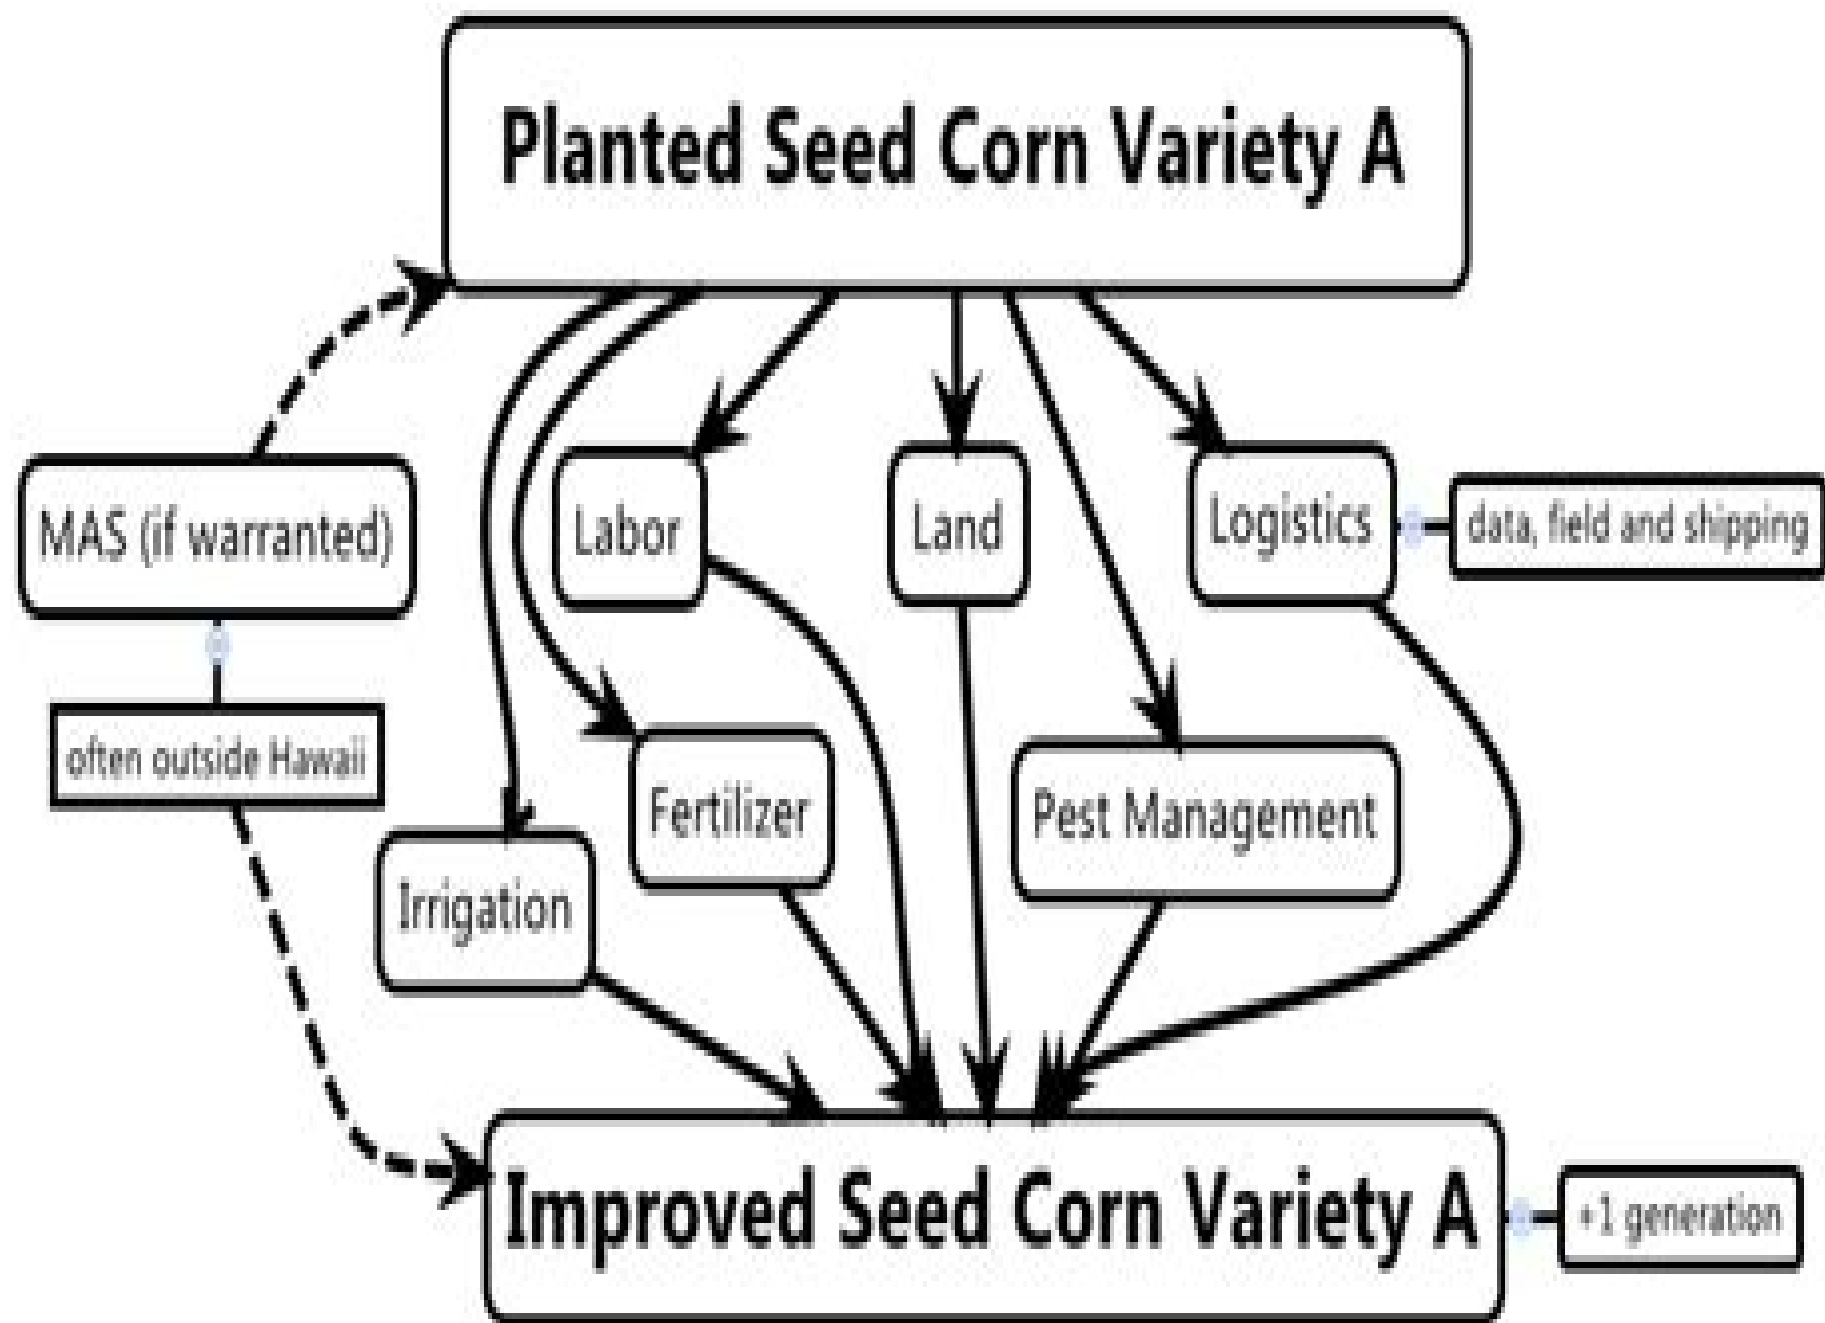 Planted Seed Corn Variety A
MAS (if warranted)
Labor
Land
Logistics
data, field and shipping
often outside Hawaii
Fertilizer
Pest Management
Irrigation
Improved Seed Corn Variety A
+1 generation